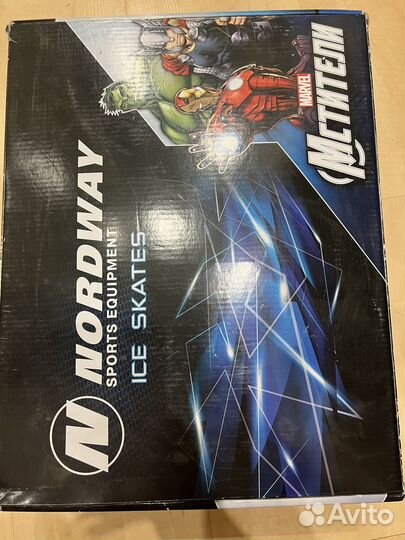 МСТИТЕЛИ
MARVEL
N NORDWAY
SPORTS EQUIPMENT
ICE SKATES
Avito